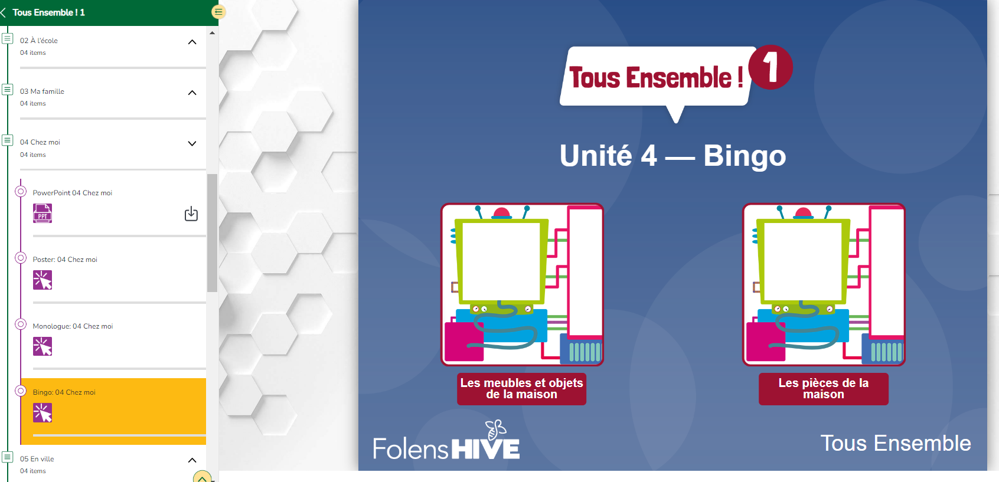 Tous Ensemble ! 1
02 À l'école
04 items
03 Ma famille
04 items
04 Chez moi
04 items
PowerPoint 04 Chez moi
PPT
Poster: 04 Chez moi
Monologue: 04 Chez moi
Bingo: 04 Chez moi
05 En ville
04 items
Tous Ensemble ! 1
Unité 4 — Bingo
Les meubles et objets
de la maison
Les pièces de la
maison
Folens HIVE
Tous Ensemble